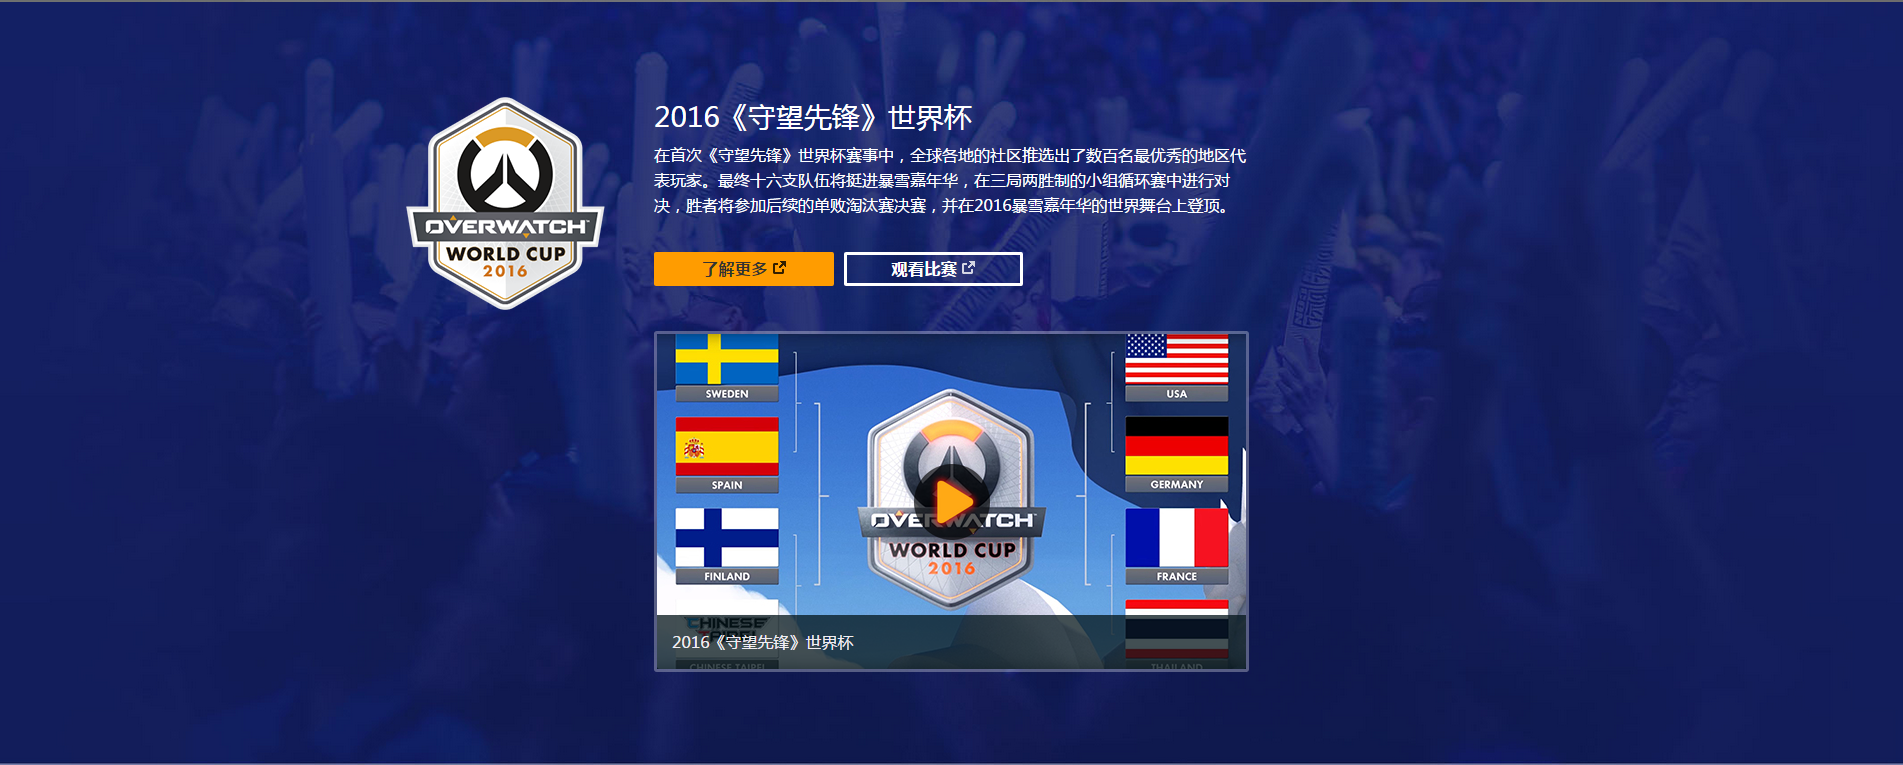 2016《守望先锋》世界杯
在首次《守望先锋》世界杯赛事中，全球各地的社区推选出了数百名最优秀的地区代
表玩家。最终十六支队伍将挺进暴雪嘉年华，在三局两胜制的小组循环赛中进行对
决，胜者将参加后续的单败淘汰赛决赛，并在2016暴雪嘉年华的世界舞台上登顶。
OVERWATCH
WORLD CUP
2016
了解更多
观看比赛
SWEDEN
USA
SPAIN
GERMANY
OVERWATCH
WORLD CUP
2016
FINLAND
FRANCE
CHINESE
TAIPEI
2016《守望先锋》世界杯
CHINESE TAIPEI
THAILAND